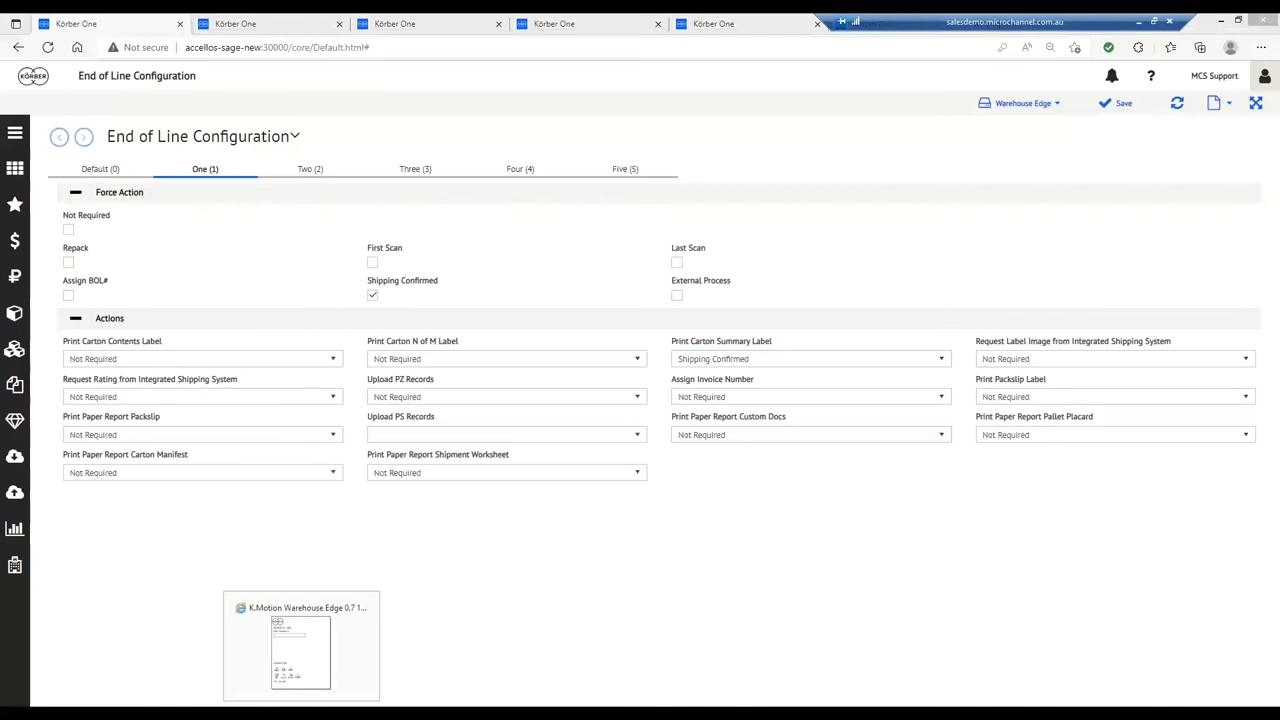 Körber One
Körber One
Körber One
Körber One
Körber One
salesdemo.microchannel.com.au
Not secure
accellos-sage-new:30000/core/Default.html#
KÖRBER
End of Line Configuration
MCS Support
Warehouse Edge
Save
End of Line Configuration
Default (0)
One (1)
Two (2)
Three (3)
Four (4)
Five (5)
Force Action
Not Required
Repack
First Scan
Last Scan
Assign BOL#
Shipping Confirmed
External Process
Actions
Print Carton Contents Label
Print Carton N of M Label
Print Carton Summary Label
Request Label Image from Integrated Shipping System
Not Required
Not Required
Shipping Confirmed
Not Required
Request Rating from Integrated Shipping System
Upload PZ Records
Assign Invoice Number
Print Packslip Label
Not Required
Not Required
Not Required
Not Required
Print Paper Report Packslip
Upload PS Records
Print Paper Report Custom Docs
Print Paper Report Pallet Placard
Not Required
Not Required
Not Required
Print Paper Report Carton Manifest
Print Paper Report Shipment Worksheet
Not Required
Not Required
K.Motion Warehouse Edge 0.7 1...